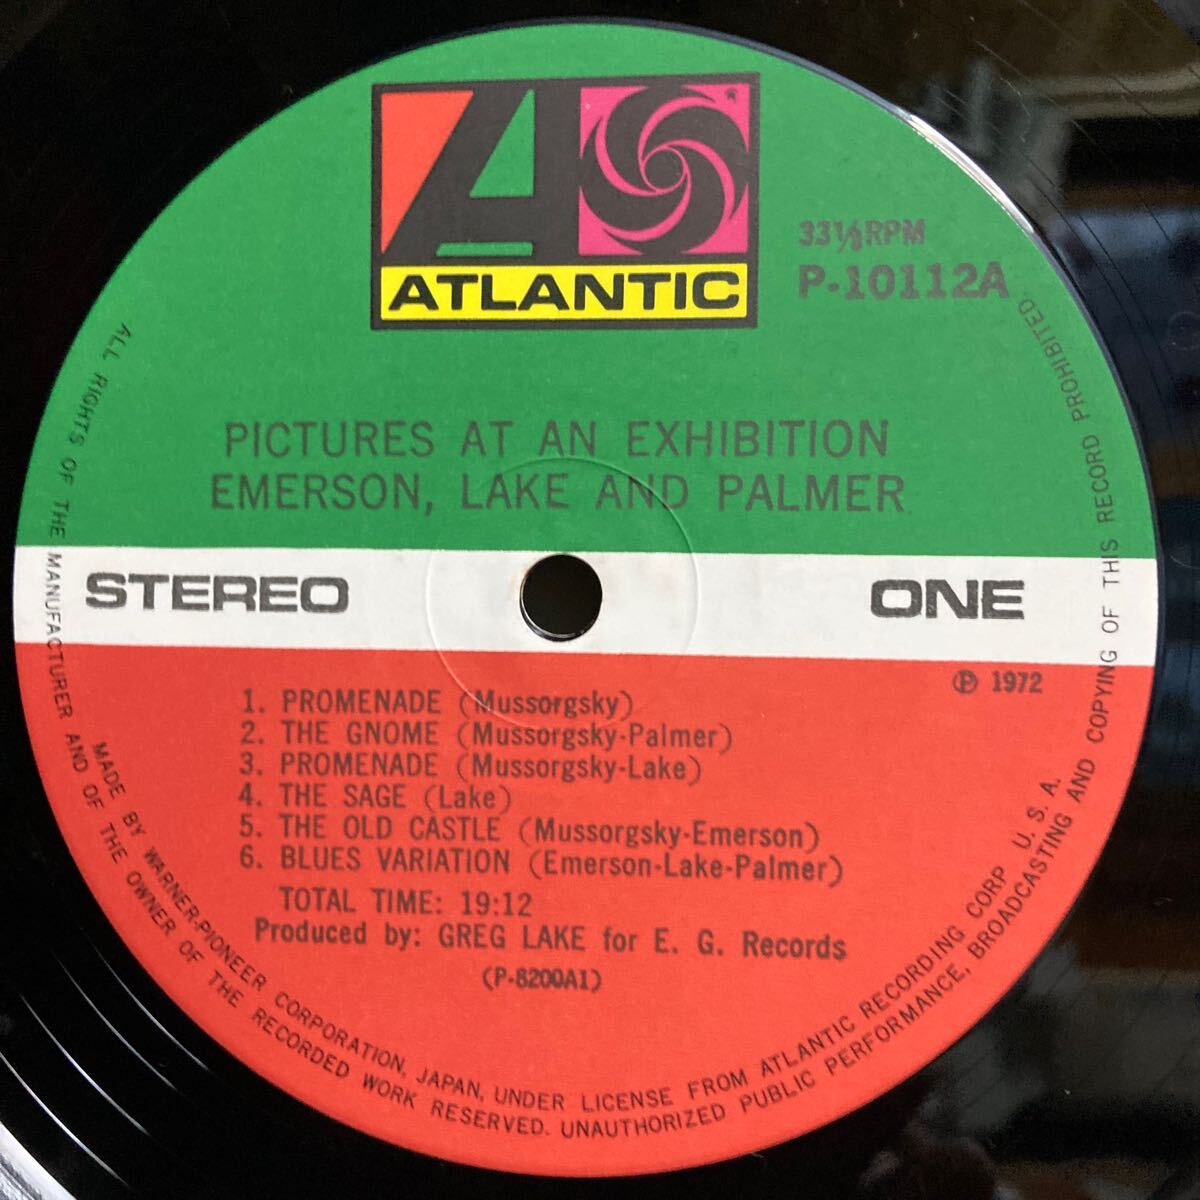 ATLANTIC
33⅓RPM
P-10112A
PICTURES AT AN EXHIBITION
EMERSON, LAKE AND PALMER
STEREO
ONE
℗ 1972
1. PROMENADE (Mussorgsky)
2. THE GNOME (Mussorgsky-Palmer)
3. PROMENADE (Mussorgsky-Lake)
4. THE SAGE (Lake)
5. THE OLD CASTLE (Mussorgsky-Emerson)
6. BLUES VARIATION (Emerson-Lake-Palmer)
TOTAL TIME: 19:12
Produced by: GREG LAKE for E. G. Records
(P-8200A1)
MADE BY WARNER-PIONEER CORPORATION, JAPAN, UNDER LICENSE FROM ATLANTIC RECORDING CORP U. S. A.
ALL RIGHTS OF THE MANUFACTURER AND OF THE OWNER OF THE RECORDED WORK RESERVED. UNAUTHORIZED PUBLIC PERFORMANCE, BROADCASTING AND COPYING OF THIS RECORD PROHIBITED.